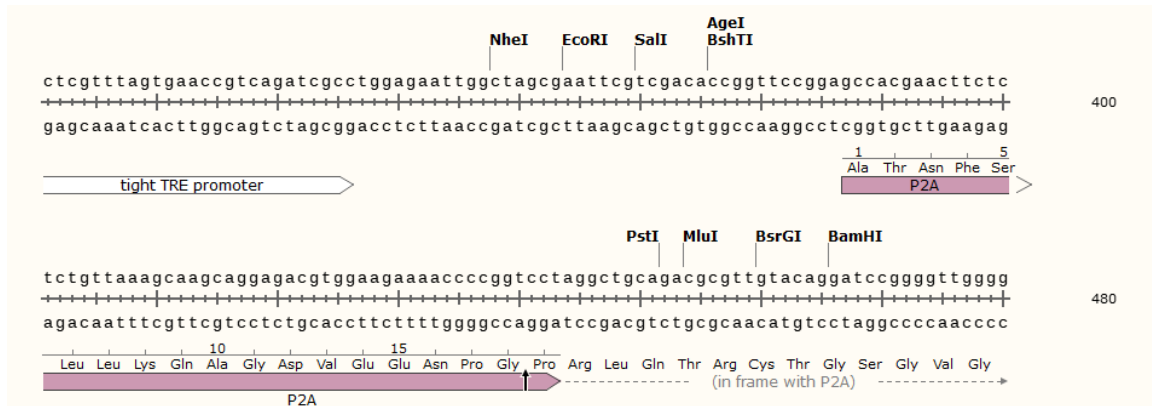 AgeI
NheI EcoRI SalI BshTI
ctcgtttagtgaaccgtcagatcgcctggagaattggctagcgaattcgtcgacaccggttccggagccacgaacttctc
400
gagcaaatcacttggcagtctagcggacctcttaaccgatcgcttaagcagctgtggccaaggcctcggtgcttgaagag
1 5
Ala Thr Asn Phe Ser
tight TRE promoter P2A
PstI MluI BsrGI BamHI
tctgttaaagcaagcaggagacgtggaagaaaaccccggtcctaggctgcagacgcgttgtacaggatccggggttgggg
480
agacaatttcgttcgtcctctgcaccttcttttggggccaggatccgacgtctgcgcaacatgtcctaggccccaacccc
10 15
Leu Leu Lys Gln Ala Gly Asp Val Glu Glu Asn Pro Gly Pro Arg Leu Gln Thr Arg Cys Thr Gly Ser Gly Val Gly
(in frame with P2A)
P2A